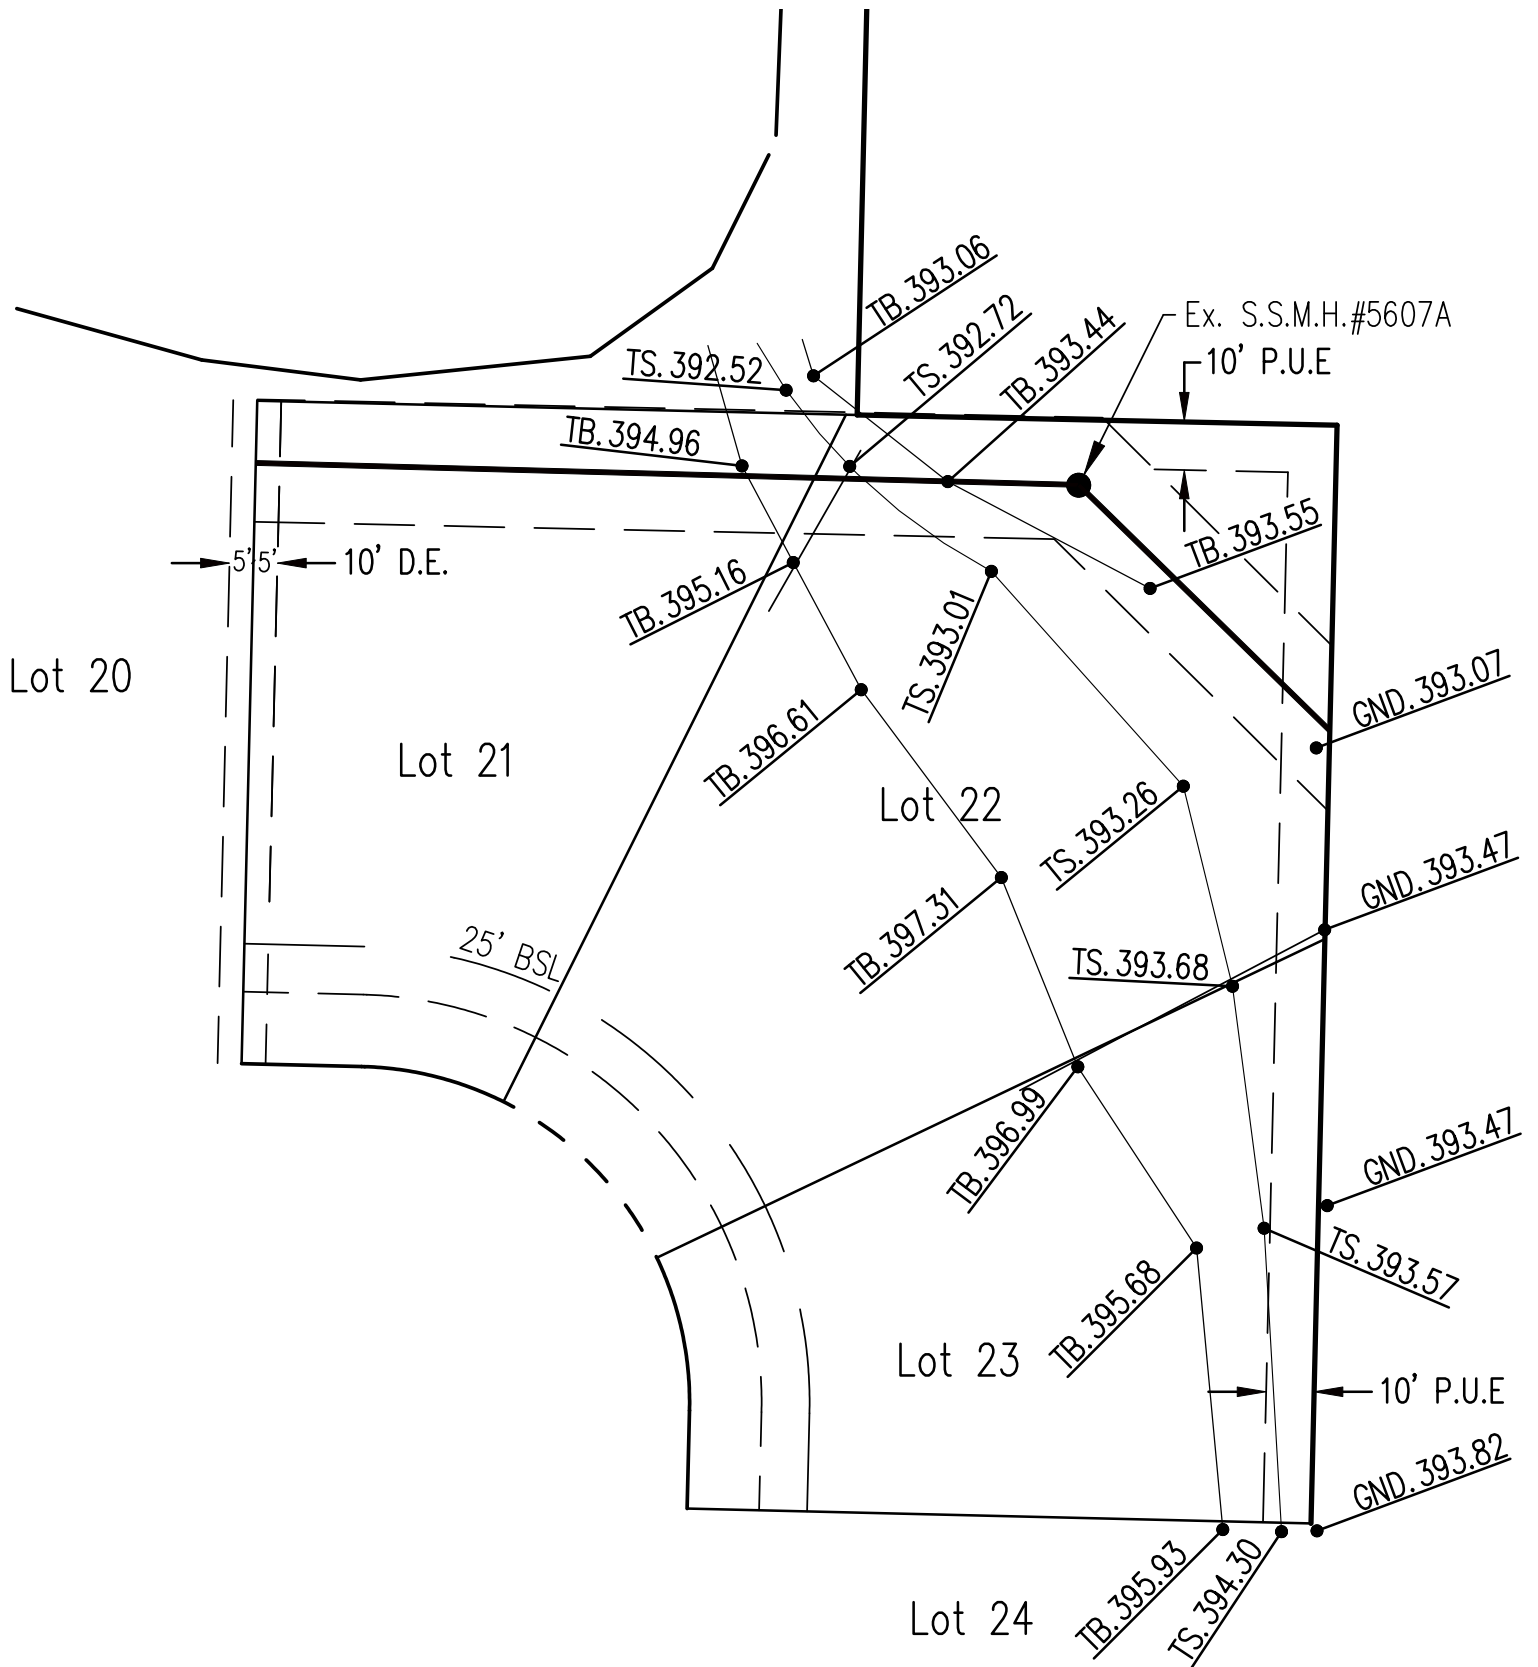 TB. 393.06
TS. 392.72
TB. 393.44
Ex. S.S.M.H.#5607A
10' P.U.E
TS. 392.52
TB. 394.96
TB. 393.55
5' 5'
10' D.E.
TB. 395.16
TS. 393.01
Lot 20
GND. 393.07
TB. 396.61
Lot 21
Lot 22
TS. 393.26
GND. 393.47
TB. 397.31
25' BSL
TS. 393.68
TB. 396.99
GND. 393.47
TS. 393.57
TB. 395.68
Lot 23
10' P.U.E
GND. 393.82
TB. 395.93
TS. 394.30
Lot 24